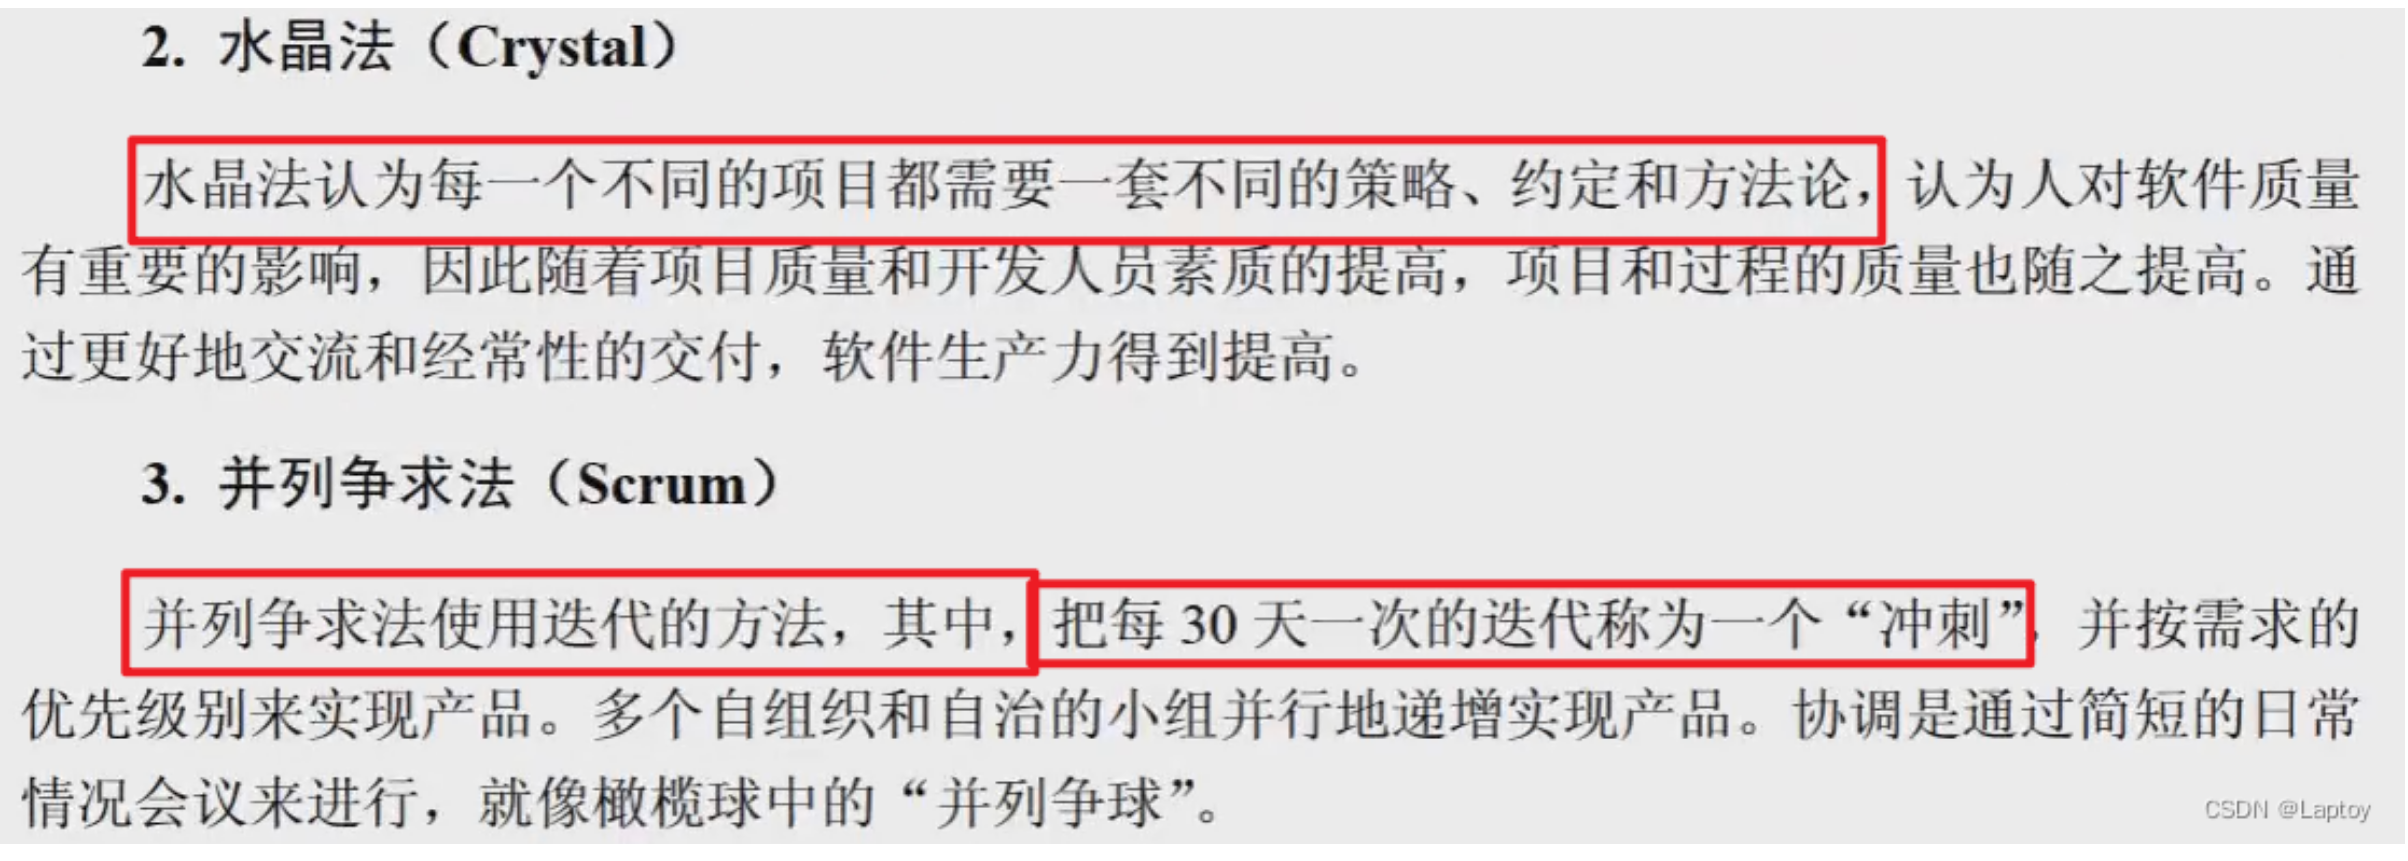 2. 水晶法（Crystal）
水晶法认为每一个不同的项目都需要一套不同的策略、约定和方法论，认为人对软件质量
有重要的影响，因此随着项目质量和开发人员素质的提高，项目和过程的质量也随之提高。通
过更好地交流和经常性的交付，软件生产力得到提高。
3. 并列争求法（Scrum）
并列争求法使用迭代的方法，其中，把每 30 天一次的迭代称为一个“冲刺”，并按需求的
优先级别来实现产品。多个自组织和自治的小组并行地递增实现产品。协调是通过简短的日常
情况会议来进行，就像橄榄球中的“并列争球”。
CSDN @Laptoy